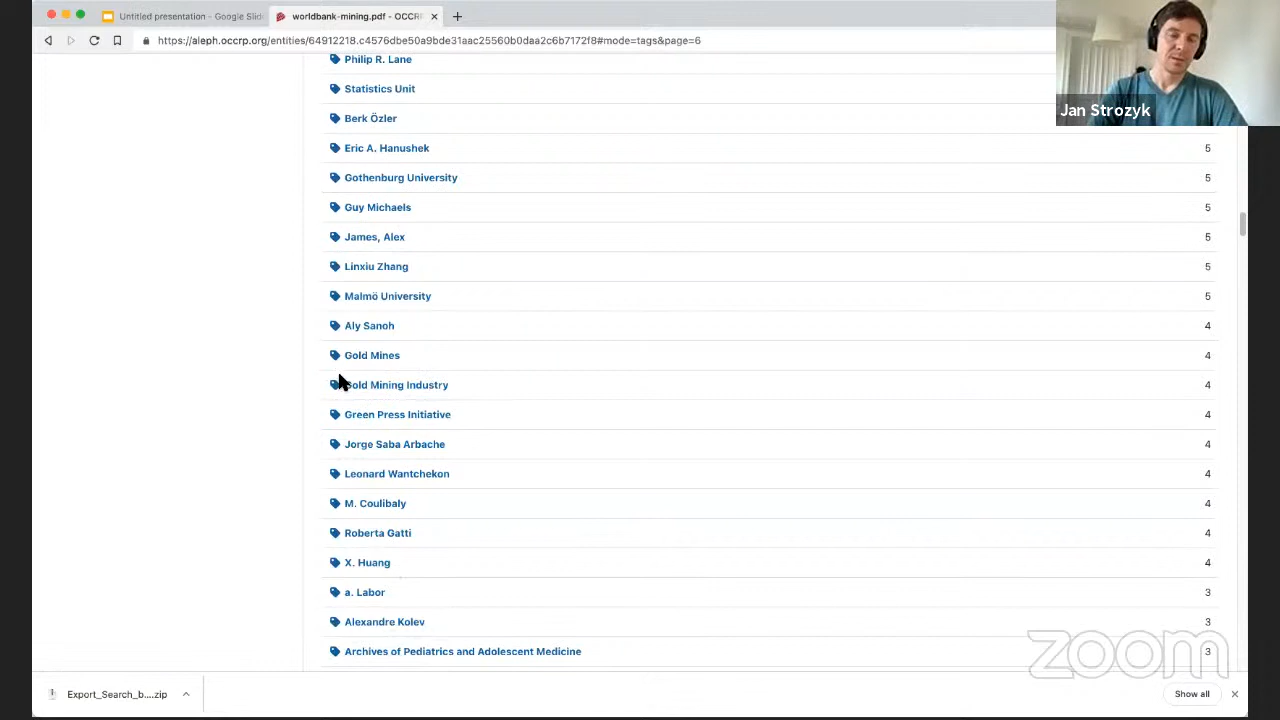 Untitled presentation - Google Slid
worldbank-mining.pdf - OCCR
https://aleph.occrp.org/entities/64912218.c4576dbe50a9bde31aac25560b0daa2c6b7172f8#mode=tags&page=6
Jan Strozyk
Philip R. Lane
Statistics Unit
Berk Özler
Eric A. Hanushek 5
Gothenburg University 5
Guy Michaels 5
James, Alex 5
Linxiu Zhang 5
Malmö University 5
Aly Sanoh 4
Gold Mines 4
Gold Mining Industry 4
Green Press Initiative 4
Jorge Saba Arbache 4
Leonard Wantchekon 4
M. Coulibaly 4
Roberta Gatti 4
X. Huang 4
a. Labor 3
Alexandre Kolev 3
Archives of Pediatrics and Adolescent Medicine 3
zoom
Export_Search_b....zip
Show all